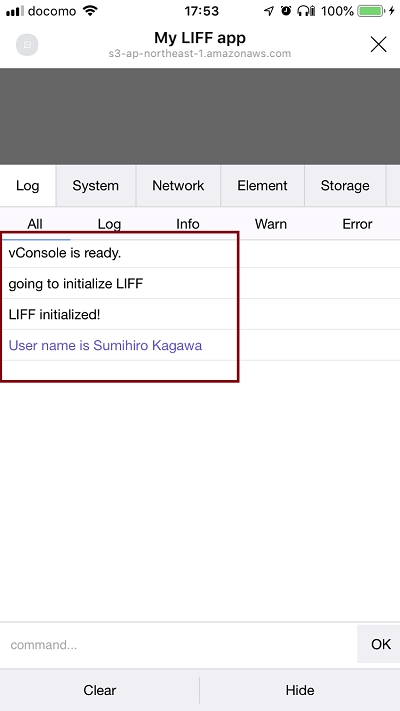 docomo 17:53 100%
My LIFF app
s3-ap-northeast-1.amazonaws.com
Log System Network Element Storage
All Log Info Warn Error
vConsole is ready.
going to initialize LIFF
LIFF initialized!
User name is Sumihiro Kagawa
command... OK
Clear Hide